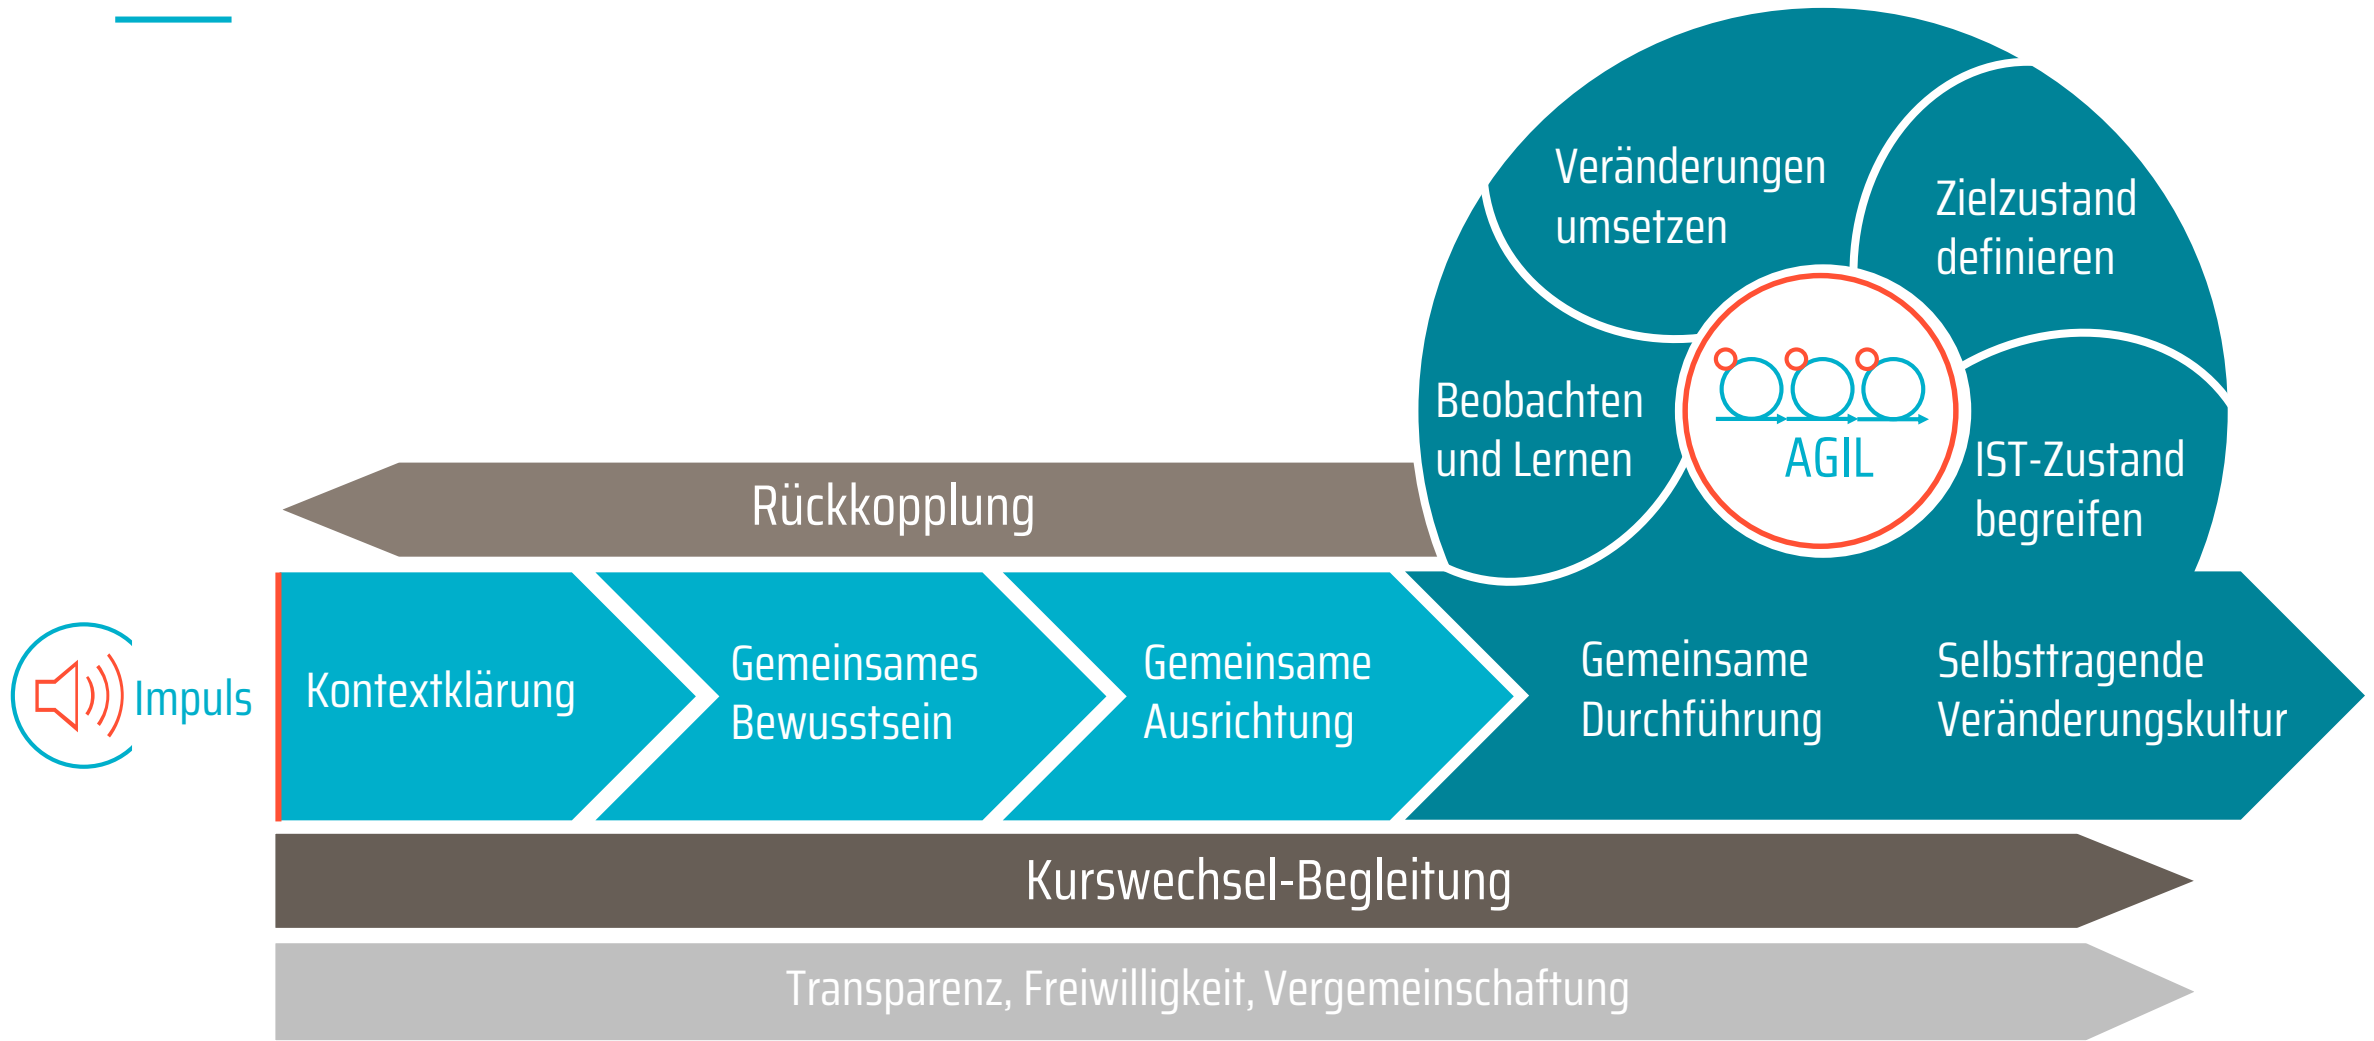 Veränderungen
umsetzen
Zielzustand
definieren
Beobachten
und Lernen
AGIL
IST-Zustand
begreifen
Rückkopplung
Impuls
Kontextklärung
Gemeinsames
Bewusstsein
Gemeinsame
Ausrichtung
Gemeinsame
Durchführung
Selbsttragende
Veränderungskultur
Kurswechsel-Begleitung
Transparenz, Freiwilligkeit, Vergemeinschaftung